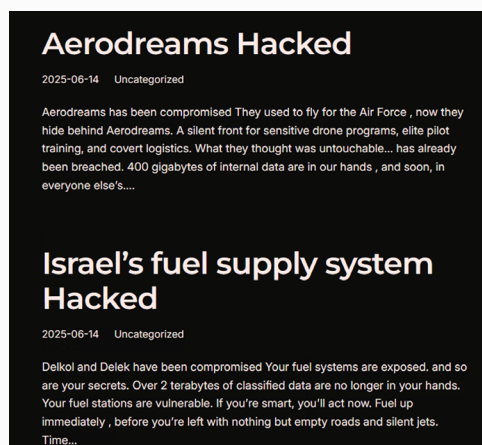 Aerodreams Hacked
2025-06-14 Uncategorized
Aerodreams has been compromised They used to fly for the Air Force , now they
hide behind Aerodreams. A silent front for sensitive drone programs, elite pilot
training, and covert logistics. What they thought was untouchable... has already
been breached. 400 gigabytes of internal data are in our hands , and soon, in
everyone else’s....
Israel’s fuel supply system
Hacked
2025-06-14 Uncategorized
Delkol and Delek have been compromised Your fuel systems are exposed. and so
are your secrets. Over 2 terabytes of classified data are no longer in your hands.
Your fuel stations are vulnerable. If you’re smart, you’ll act now. Fuel up
immediately , before you’re left with nothing but empty roads and silent jets.
Time...